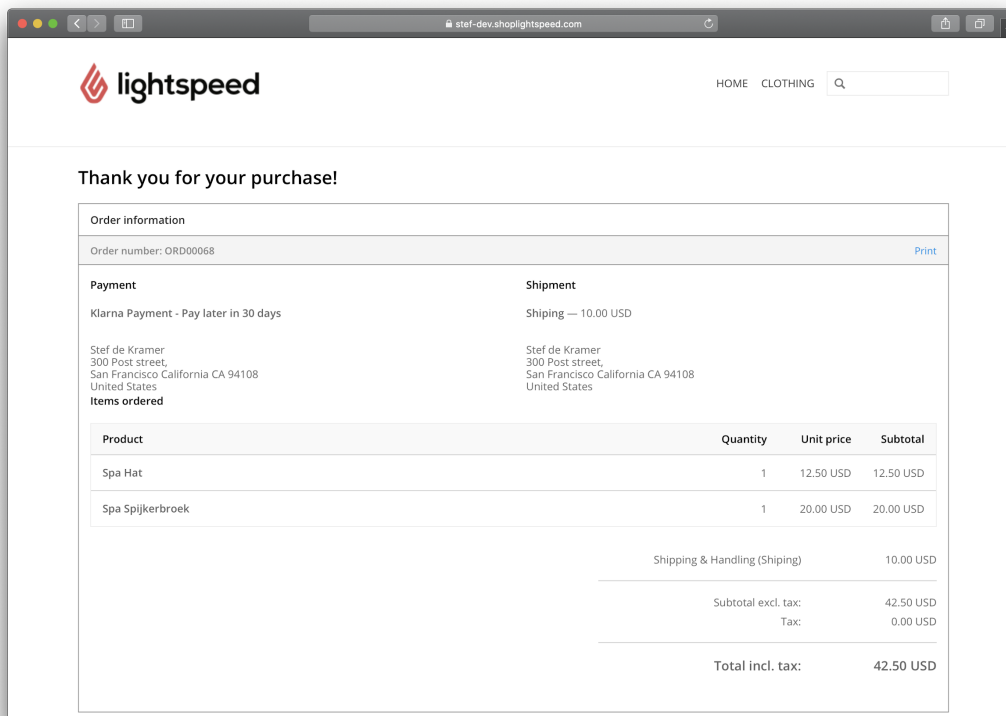 stef-dev.shoplightspeed.com
lightspeed
HOME CLOTHING
Thank you for your purchase!
Order information
Order number: ORD00068 Print
Payment Shipment
Klarna Payment - Pay later in 30 days Shiping — 10.00 USD
Stef de Kramer Stef de Kramer
300 Post street, 300 Post street,
San Francisco California CA 94108 San Francisco California CA 94108
United States United States
Items ordered
Product Quantity Unit price Subtotal
Spa Hat 1 12.50 USD 12.50 USD
Spa Spijkerbroek 1 20.00 USD 20.00 USD
Shipping & Handling (Shiping) 10.00 USD
Subtotal excl. tax: 42.50 USD
Tax: 0.00 USD
Total incl. tax: 42.50 USD